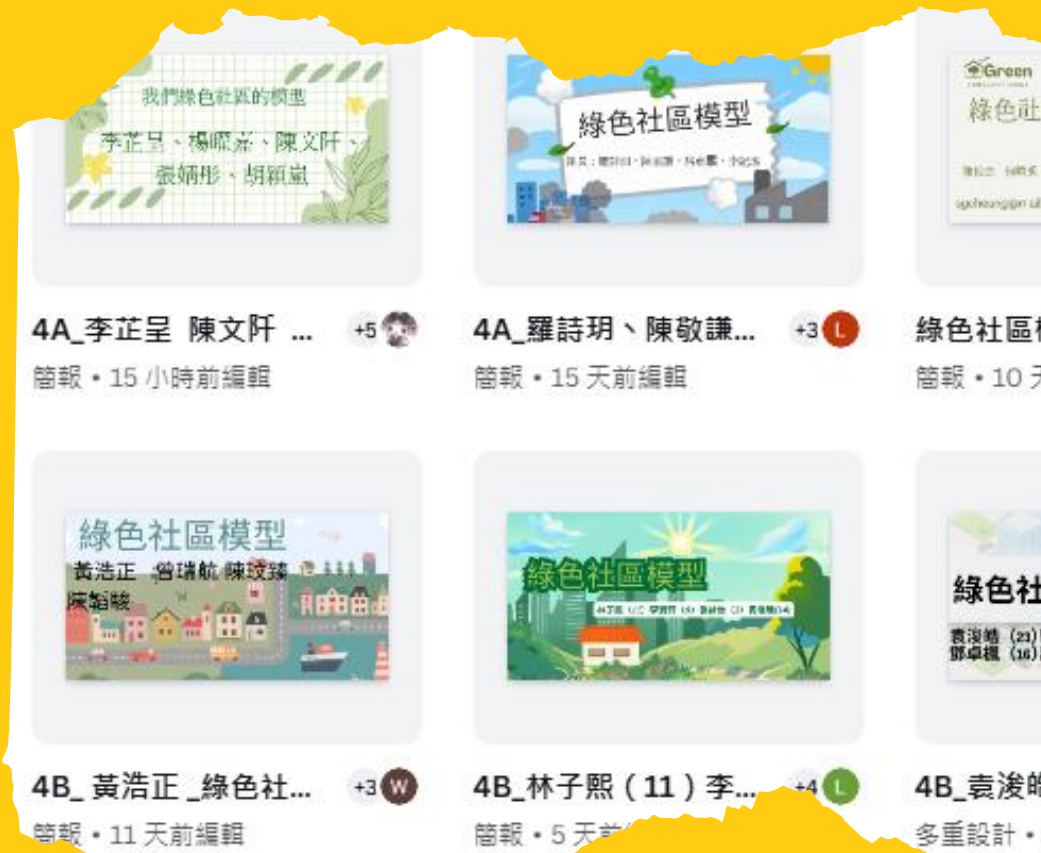 我們綠色社區的模型
李芷呈、楊曜嘉、陳文阡、
張婧彤、胡穎嵐
4A_李芷呈 陳文阡 ...
+5
簡報 • 15 小時前編輯
綠色社區模型
4A_羅詩玥、陳敬謙...
+3 L
簡報 • 15 天前編輯
Green
綠色社
綠色社區
簡報 • 10 天
綠色社區模型
黃浩正 曾瑞航 陳玟臻
陳韜駿
4B_ 黃浩正 _綠色社...
+3 W
簡報 • 11 天前編輯
綠色社區模型
4B_林子熙 ( 11 ) 李...
+4 L
簡報 • 5 天前
綠色社
袁浚皓 (23)
鄧卓楓 (16)
4B_袁浚皓
多重設計 •